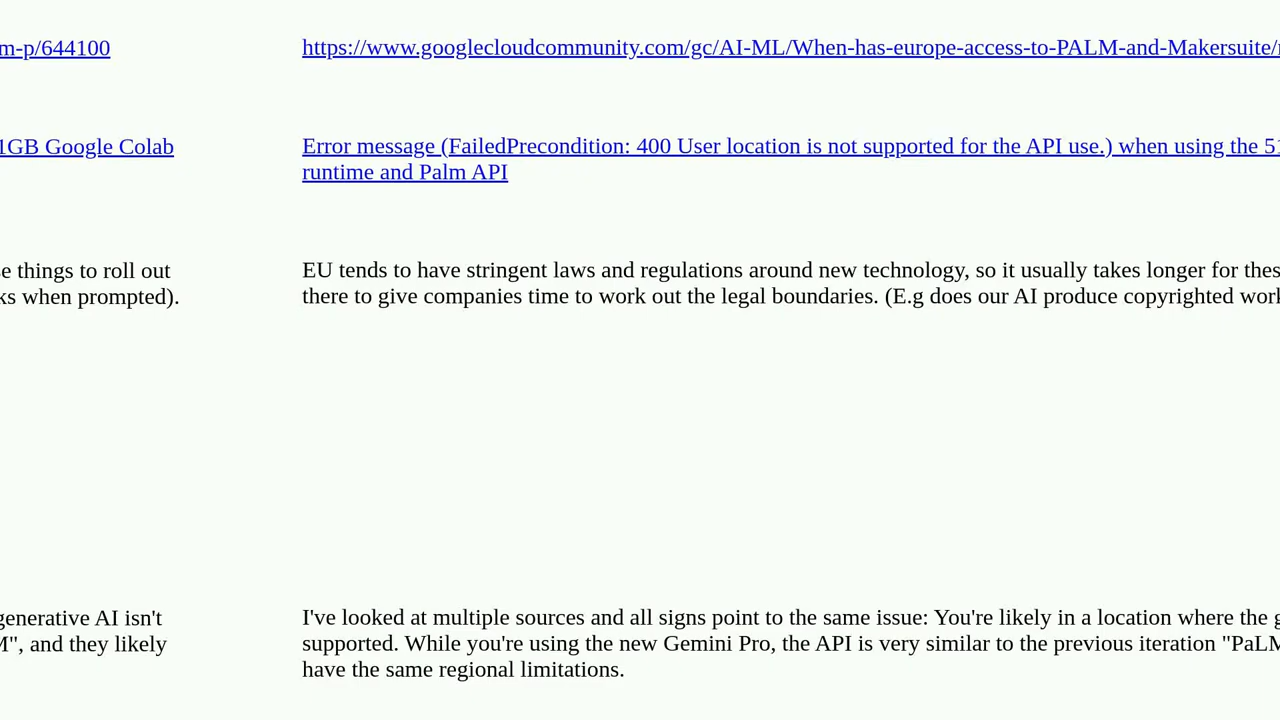 m-p/644100
1GB Google Colab
e things to roll out
ks when prompted).
generative AI isn't
M", and they likely
https://www.googlecloudcommunity.com/gc/AI-ML/When-has-europe-access-to-PALM-and-Makersuite/
Error message (FailedPrecondition: 400 User location is not supported for the API use.) when using the 51
runtime and Palm API
EU tends to have stringent laws and regulations around new technology, so it usually takes longer for thes
there to give companies time to work out the legal boundaries. (E.g does our AI produce copyrighted work
I've looked at multiple sources and all signs point to the same issue: You're likely in a location where the g
supported. While you're using the new Gemini Pro, the API is very similar to the previous iteration "PaLM
have the same regional limitations.